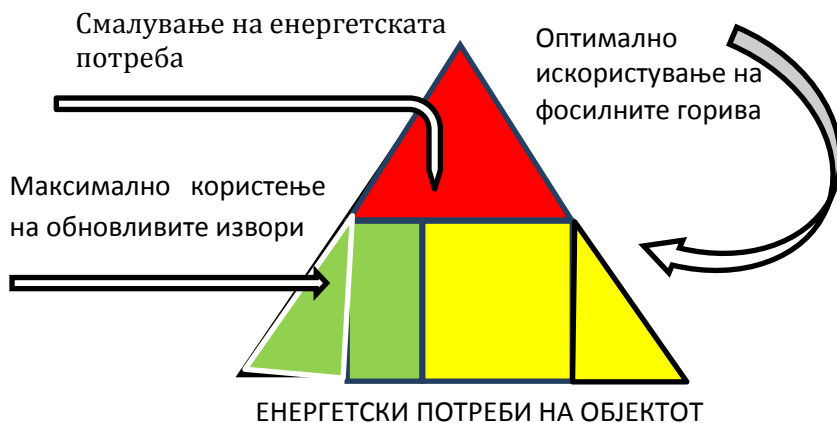 Смалување на енергетската
потреба
Оптимално
искористување на
фосилните горива
Максимално користење
на обновливите извори
ЕНЕРГЕТСКИ ПОТРЕБИ НА ОБЈЕКТОТ